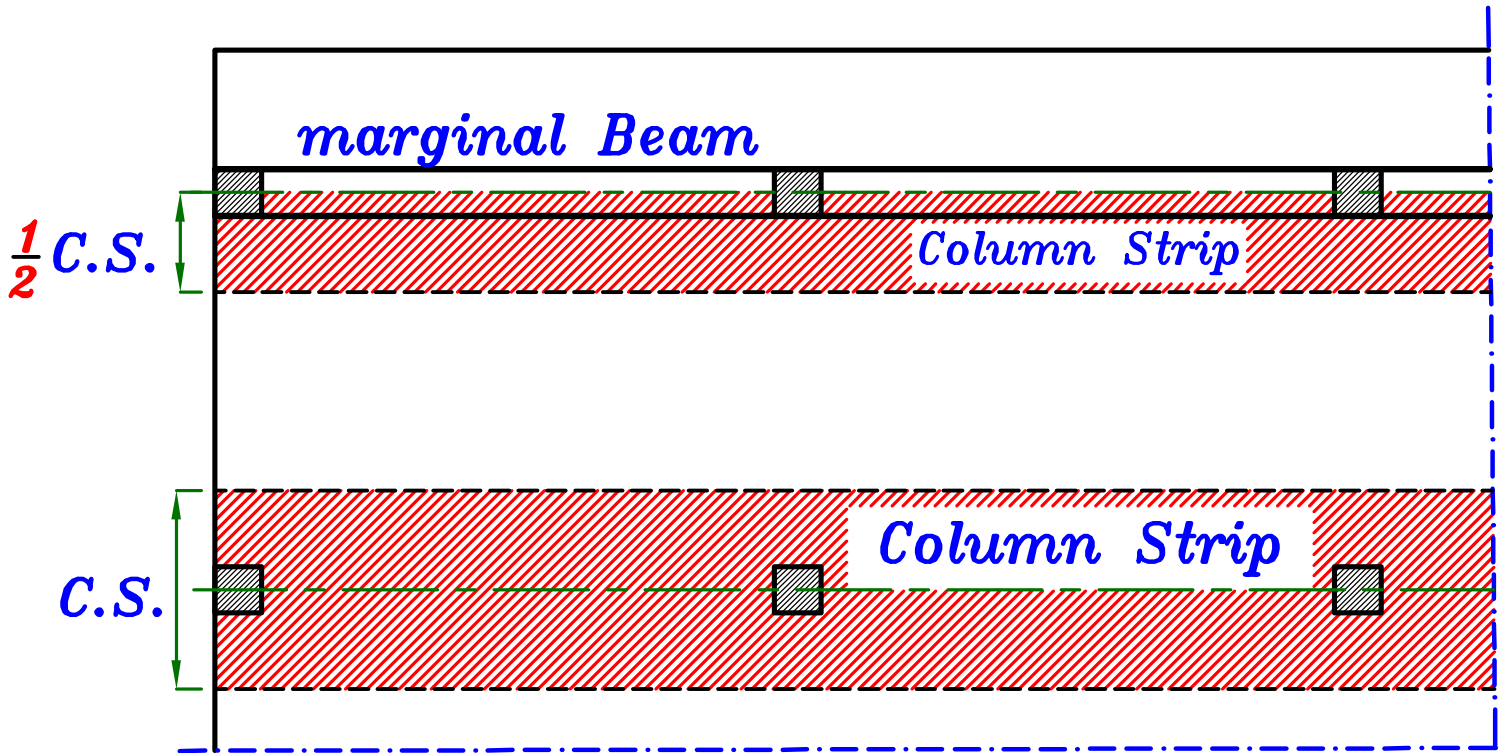 marginal Beam
1/2 C.S.
Column Strip
Column Strip
C.S.